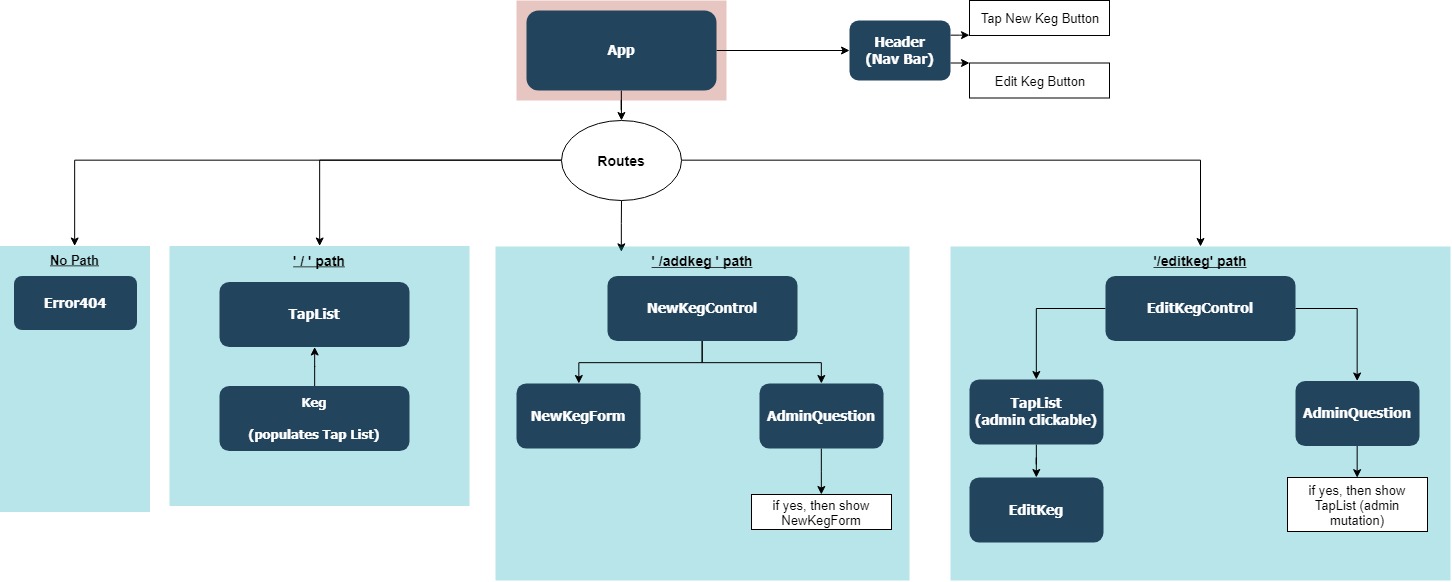 App
Header
(Nav Bar)
Tap New Keg Button
Edit Keg Button
Routes
No Path
Error404
' / ' path
TapList
Keg
(populates Tap List)
' /addkeg ' path
NewKegControl
NewKegForm
AdminQuestion
if yes, then show
NewKegForm
'/editkeg' path
EditKegControl
TapList
(admin clickable)
EditKeg
AdminQuestion
if yes, then show
TapList (admin
mutation)